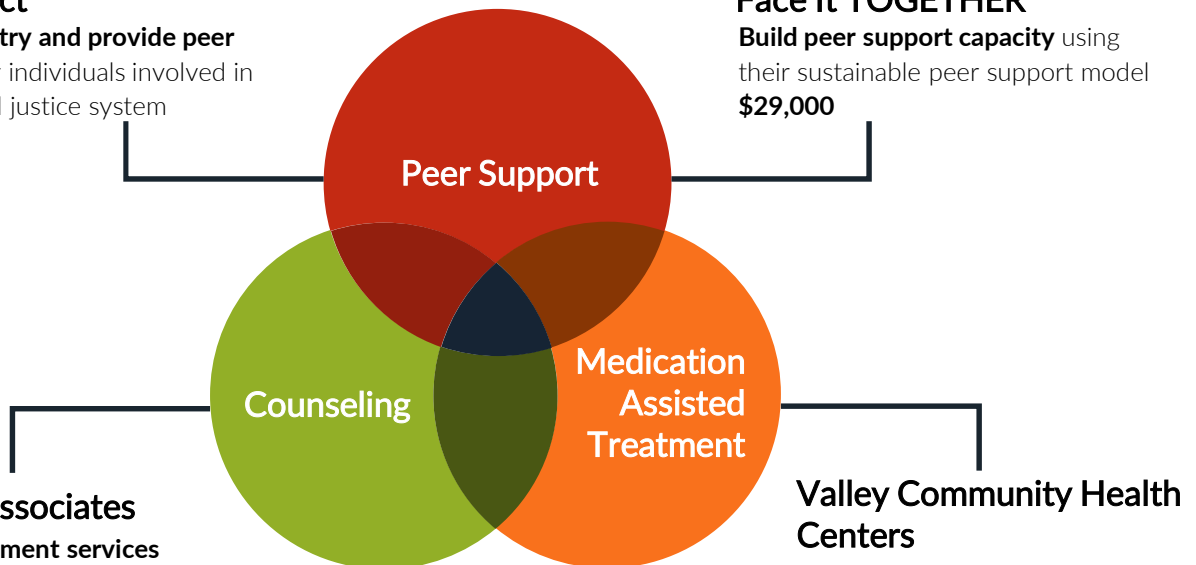 ct
try and provide peer
individuals involved in
justice system
Face It TOGETHER
Build peer support capacity using
their sustainable peer support model
$29,000
Peer Support
Counseling
Medication
Assisted
Treatment
ssociates
ment services
Valley Community Health
Centers